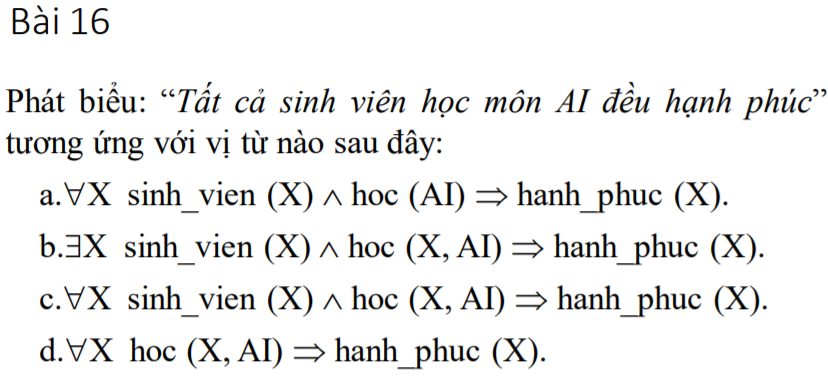 Bài 16
Phát biểu: “Tất cả sinh viên học môn AI đều hạnh phúc”
tương ứng với vị từ nào sau đây:
a.∀X sinh_vien (X) ∧ hoc (AI) ⇒ hanh_phuc (X).
b.∃X sinh_vien (X) ∧ hoc (X, AI) ⇒ hanh_phuc (X).
c.∀X sinh_vien (X) ∧ hoc (X, AI) ⇒ hanh_phuc (X).
d.∀X hoc (X, AI) ⇒ hanh_phuc (X).